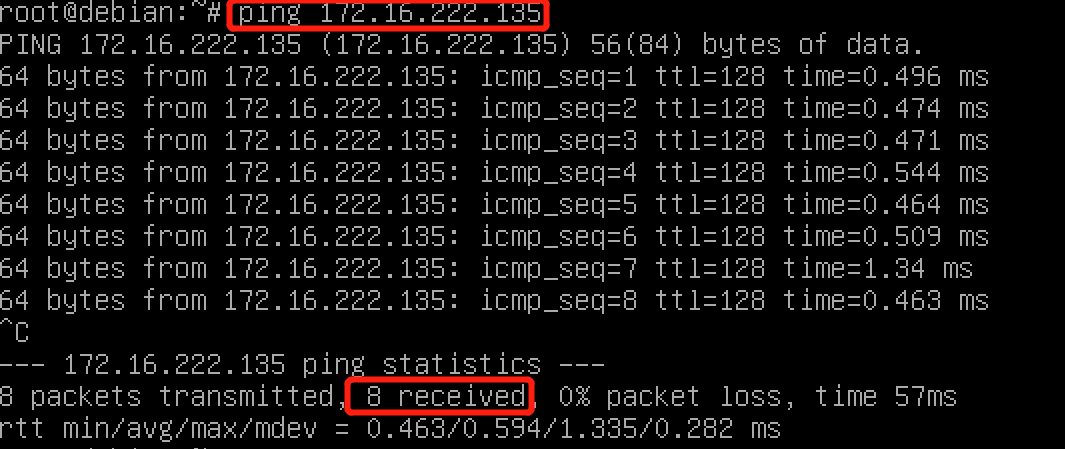 root@debian:~# ping 172.16.222.135
PING 172.16.222.135 (172.16.222.135) 56(84) bytes of data.
64 bytes from 172.16.222.135: icmp_seq=1 ttl=128 time=0.496 ms
64 bytes from 172.16.222.135: icmp_seq=2 ttl=128 time=0.474 ms
64 bytes from 172.16.222.135: icmp_seq=3 ttl=128 time=0.471 ms
64 bytes from 172.16.222.135: icmp_seq=4 ttl=128 time=0.544 ms
64 bytes from 172.16.222.135: icmp_seq=5 ttl=128 time=0.464 ms
64 bytes from 172.16.222.135: icmp_seq=6 ttl=128 time=0.509 ms
64 bytes from 172.16.222.135: icmp_seq=7 ttl=128 time=1.34 ms
64 bytes from 172.16.222.135: icmp_seq=8 ttl=128 time=0.463 ms
^C
--- 172.16.222.135 ping statistics ---
8 packets transmitted, 8 received, 0% packet loss, time 57ms
rtt min/avg/max/mdev = 0.463/0.594/1.335/0.282 ms